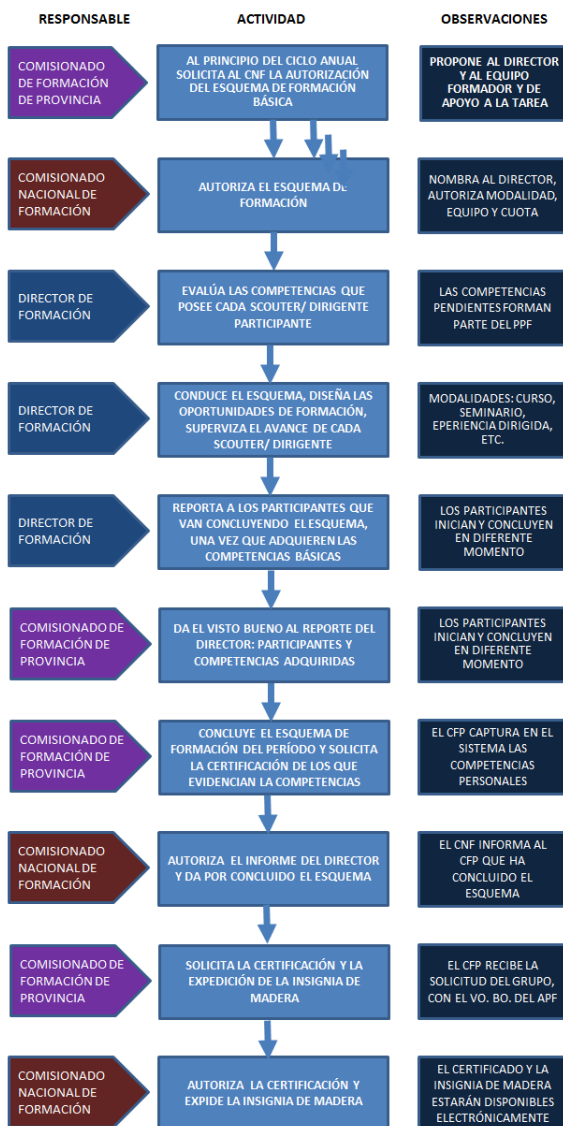 RESPONSABLE
ACTIVIDAD
OBSERVACIONES
COMISIONADO
DE FORMACIÓN
DE PROVINCIA
AL PRINCIPIO DEL CICLO ANUAL
SOLICITA AL CNF LA AUTORIZACIÓN
DEL ESQUEMA DE FORMACIÓN
BÁSICA
PROPONE AL DIRECTOR
Y AL EQUIPO
FORMADOR Y DE
APOYO A LA TAREA
COMISIONADO
NACIONAL DE
FORMACIÓN
AUTORIZA EL ESQUEMA DE
FORMACIÓN
NOMBRA AL DIRECTOR,
AUTORIZA MODALIDAD,
EQUIPO Y CUOTA
DIRECTOR DE
FORMACIÓN
EVALÚA LAS COMPETENCIAS QUE
POSEE CADA SCOUTER/ DIRIGENTE
PARTICIPANTE
LAS COMPETENCIAS
PENDIENTES FORMAN
PARTE DEL PPF
DIRECTOR DE
FORMACIÓN
CONDUCE EL ESQUEMA, DISEÑA LAS
OPORTUNIDADES DE FORMACIÓN,
SUPERVIZA EL AVANCE DE CADA
SCOUTER/ DIRIGENTE
MODALIDADES: CURSO,
SEMINARIO,
EPERIENCIA DIRIGIDA,
ETC.
DIRECTOR DE
FORMACIÓN
REPORTA A LOS PARTICIPANTES QUE
VAN CONCLUYENDO EL ESQUEMA,
UNA VEZ QUE ADQUIEREN LAS
COMPETENCIAS BÁSICAS
LOS PARTICIPANTES
INICIAN Y CONCLUYEN
EN DIFERENTE
MOMENTO
COMISIONADO DE
FORMACIÓN DE
PROVINCIA
DA EL VISTO BUENO AL REPORTE DEL
DIRECTOR: PARTICIPANTES Y
COMPETENCIAS ADQUIRIDAS
LOS PARTICIPANTES
INICIAN Y CONCLUYEN
EN DIFERENTE
MOMENTO
COMISIONADO DE
FORMACIÓN DE
PROVINCIA
CONCLUYE EL ESQUEMA DE
FORMACIÓN DEL PERÍODO Y SOLICITA
LA CERTIFICACIÓN DE LOS QUE
EVIDENCIAN LA COMPETENCIAS
EL CFP CAPTURA EN EL
SISTEMA LAS
COMPETENCIAS
PERSONALES
COMISIONADO
NACIONAL DE
FORMACIÓN
AUTORIZA EL INFORME DEL DIRECTOR
Y DA POR CONCLUIDO EL ESQUEMA
EL CNF INFORMA AL
CFP QUE HA
CONCLUIDO EL
ESQUEMA
COMISIONADO DE
FORMACIÓN DE
PROVINCIA
SOLICITA LA CERTIFICACIÓN Y LA
EXPEDICIÓN DE LA INSIGNIA DE
MADERA
EL CFP RECIBE LA
SOLICITUD DEL GRUPO,
CON EL VO. BO. DEL APF
COMISIONADO
NACIONAL DE
FORMACIÓN
AUTORIZA LA CERTIFICACIÓN Y
EXPIDE LA INSIGNIA DE MADERA
EL CERTIFICADO Y LA
INSIGNIA DE MADERA
ESTARÁN DISPONIBLES
ELECTRÓNICAMENTE